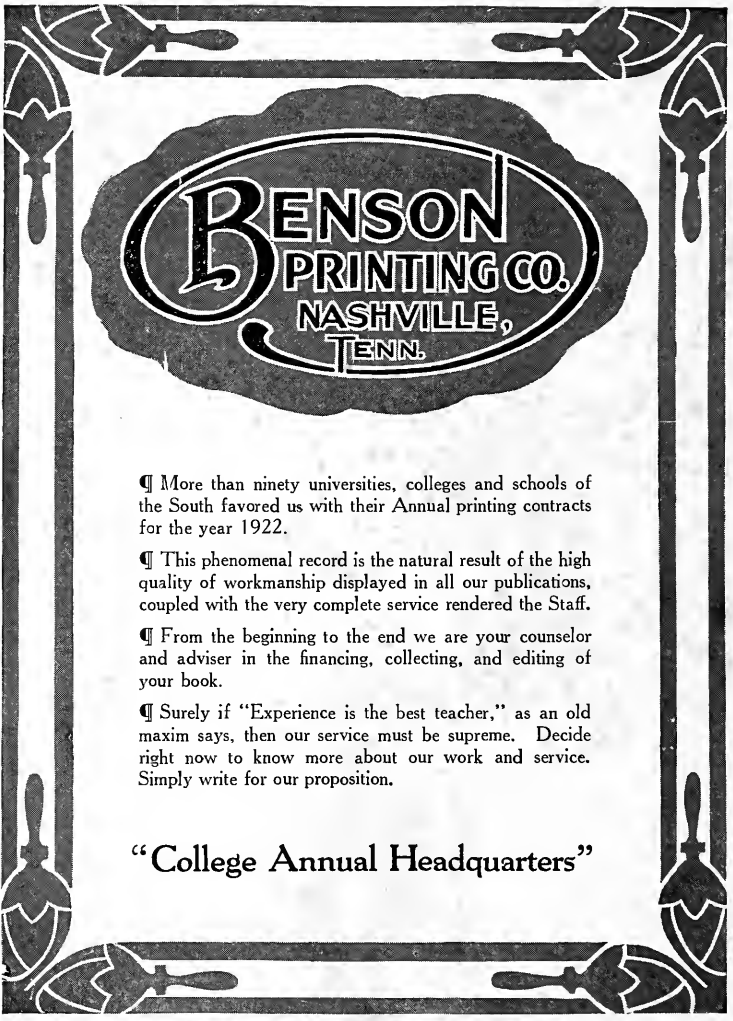 BENSON
PRINTING CO.
NASHVILLE,
TENN.
¶ More than ninety universities, colleges and schools of
the South favored us with their Annual printing contracts
for the year 1922.
¶ This phenomenal record is the natural result of the high
quality of workmanship displayed in all our publications,
coupled with the very complete service rendered the Staff.
¶ From the beginning to the end we are your counselor
and adviser in the financing, collecting, and editing of
your book.
¶ Surely if "Experience is the best teacher," as an old
maxim says, then our service must be supreme. Decide
right now to know more about our work and service.
Simply write for our proposition.
"College Annual Headquarters"